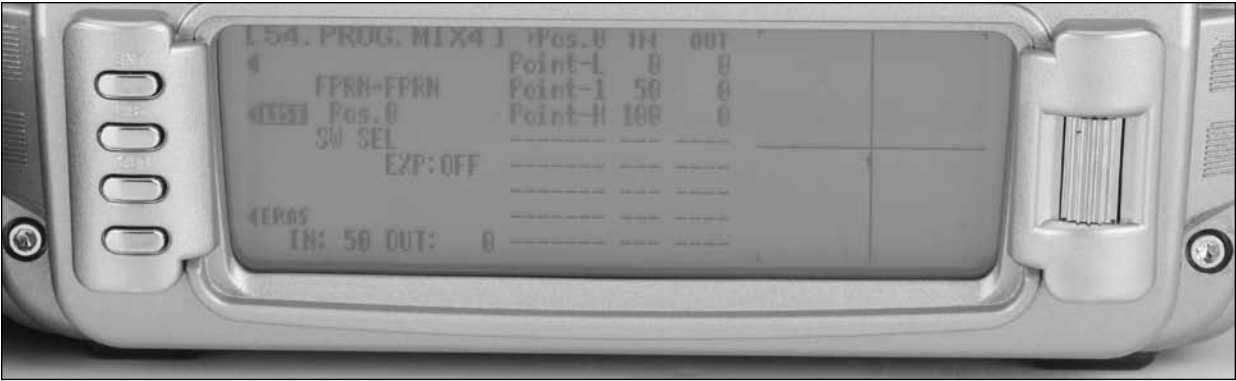 [54.PROG.MIX4] Pos.0 IN OUT
Point-L 0 0
FPRN→FPRN Point-1 50 0
Pos.0 Point-H 100 0
SW SEL ------- --- ----
EXP:OFF ------- --- ----
------- --- ----
ERAS ------- --- ----
IN: 50 OUT: 0 ------- --- ----